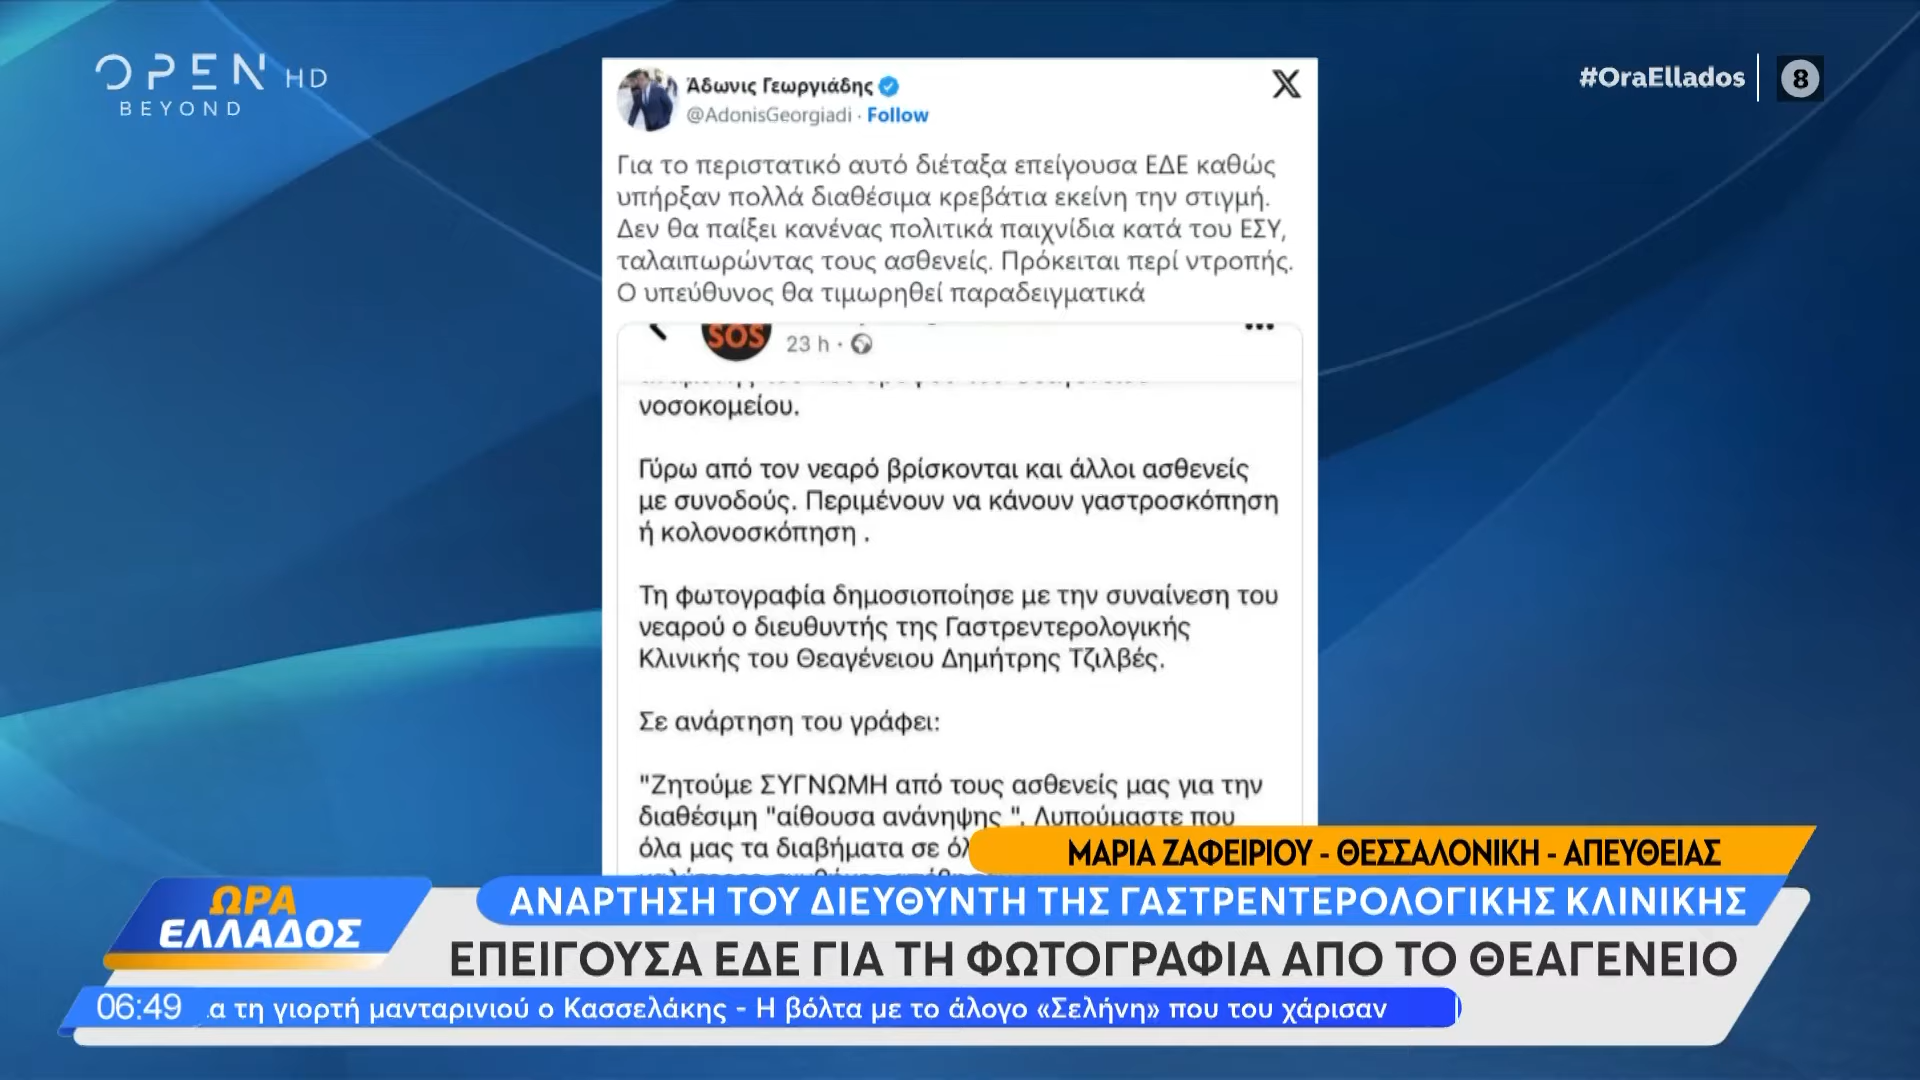 OPEN HD
BEYOND
#OraEllados
8
Άδωνις Γεωργιάδης
@AdonisGeorgiadi · Follow
Για το περιστατικό αυτό διέταξα επείγουσα ΕΔΕ καθώς
υπήρξαν πολλά διαθέσιμα κρεβάτια εκείνη την στιγμή.
Δεν θα παίξει κανένας πολιτικά παιχνίδια κατά του ΕΣΥ,
ταλαιπωρώντας τους ασθενείς. Πρόκειται περί ντροπής.
Ο υπεύθυνος θα τιμωρηθεί παραδειγματικά
SOS
23 h ·
νοσοκομείου.
Γύρω από τον νεαρό βρίσκονται και άλλοι ασθενείς
με συνοδούς. Περιμένουν να κάνουν γαστροσκόπηση
ή κολονοσκόπηση .
Τη φωτογραφία δημοσιοποίησε με την συναίνεση του
νεαρού ο διευθυντής της Γαστρεντερολογικής
Κλινικής του Θεαγένειου Δημήτρης Τζιλβές.
Σε ανάρτηση του γράφει:
"Ζητούμε ΣΥΓΝΩΜΗ από τους ασθενείς μας για την
διαθέσιμη "αίθουσα ανάνηψης ". Λυπούμαστε που
όλα μας τα διαβήματα σε
ΜΑΡΙΑ ΖΑΦΕΙΡΙΟΥ - ΘΕΣΣΑΛΟΝΙΚΗ - ΑΠΕΥΘΕΙΑΣ
ΩΡΑ
ΕΛΛΑΔΟΣ
ΑΝΑΡΤΗΣΗ ΤΟΥ ΔΙΕΥΘΥΝΤΗ ΤΗΣ ΓΑΣΤΡΕΝΤΕΡΟΛΟΓΙΚΗΣ ΚΛΙΝΙΚΗΣ
ΕΠΕΙΓΟΥΣΑ ΕΔΕ ΓΙΑ ΤΗ ΦΩΤΟΓΡΑΦΙΑ ΑΠΟ ΤΟ ΘΕΑΓΕΝΕΙΟ
06:49 τη γιορτή μανταρινιού ο Κασσελάκης - Η βόλτα με το άλογο «Σελήνη» που του χάρισαν